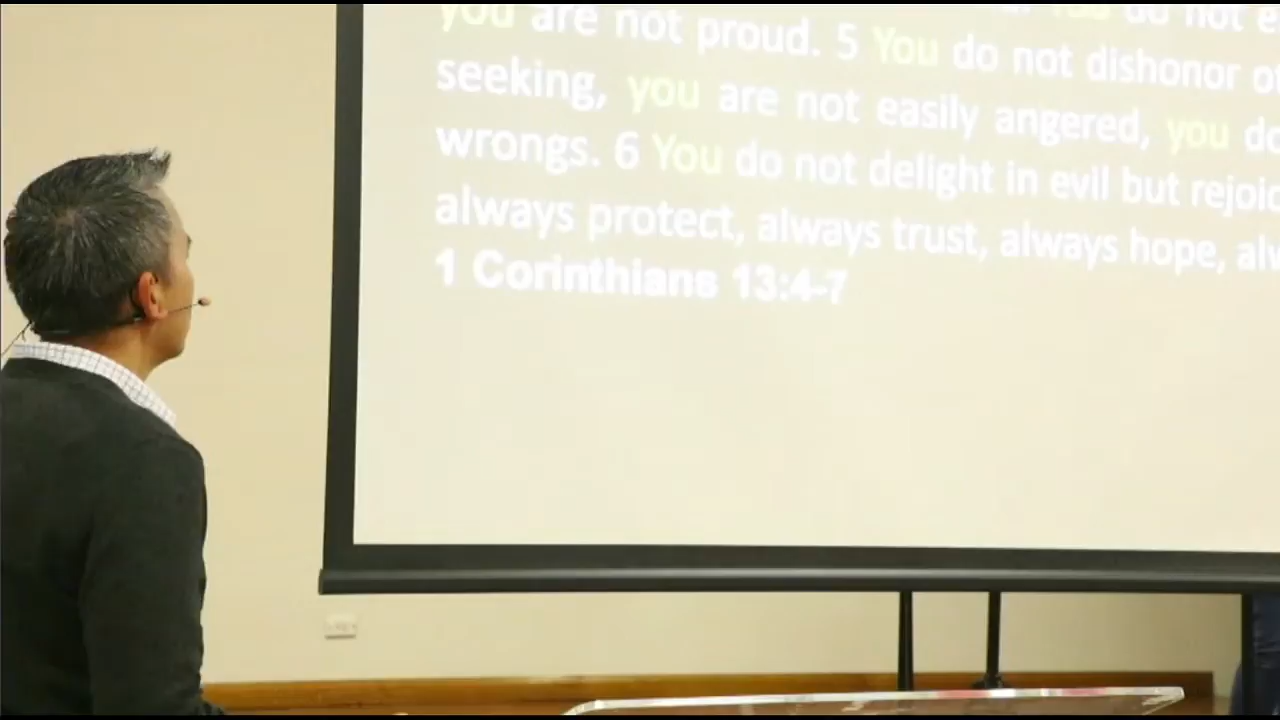 you are not proud. 5 You do not dishonor
seeking, you are not easily angered, you do
wrongs. 6 You do not delight in evil but
always protect, always trust, always hope,
1 Corinthians 13:4-7